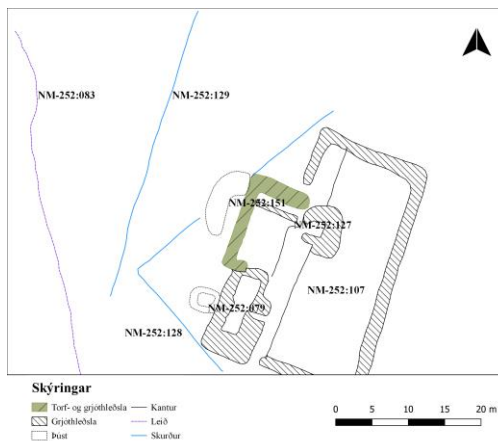 NM-252:083
NM-252:129
NM-252:151
NM-252:127
NM-252:107
NM-252:079
NM-252:128
Skýringar
Torf- og grjóthleðsla
Kantur
Grjóthleðsla
Leið
Þúst
Skurður
0 5 10 15 20 m